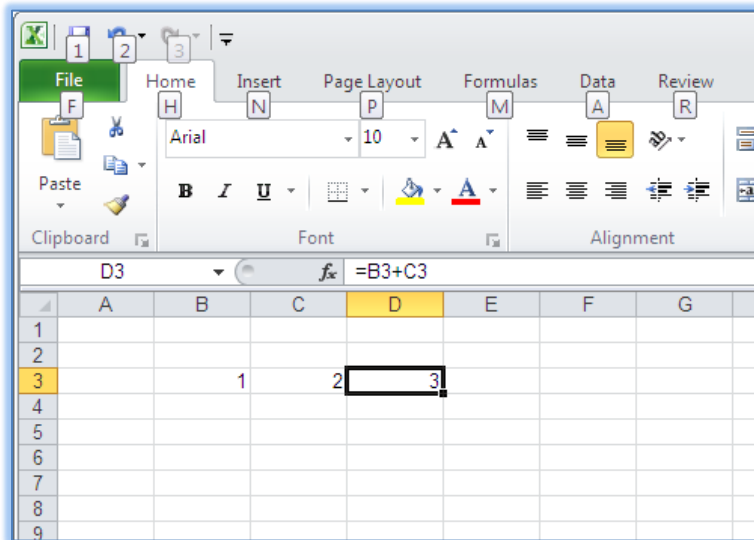 1 2 3
File Home Insert Page Layout Formulas Data Review
F H N P M A R
Arial 10 A A
Paste B I U A
Clipboard Font Alignment
D3 fx =B3+C3
A B C D E F G
1
2
3 1 2 3
4
5
6
7
8
9